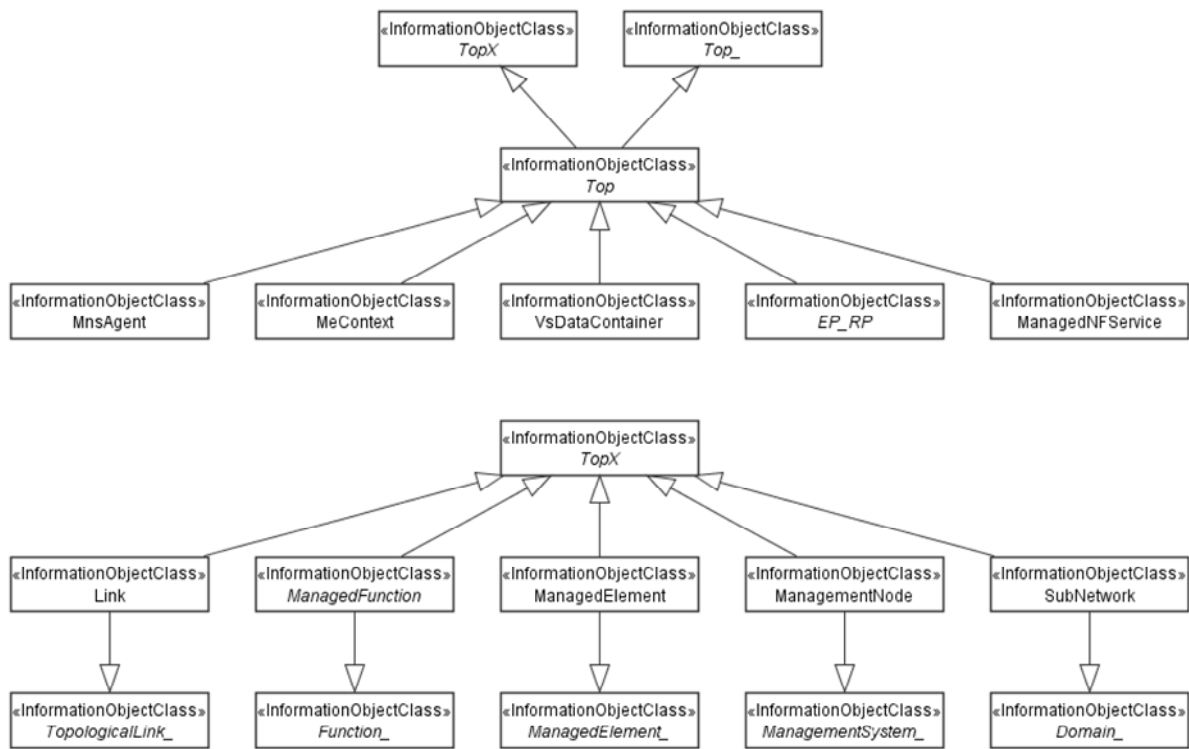 «InformationObjectClass»
TopX
«InformationObjectClass»
Top_
«InformationObjectClass»
Top
«InformationObjectClass»
MnsAgent
«InformationObjectClass»
MeContext
«InformationObjectClass»
VsDataContainer
«InformationObjectClass»
EP_RP
«InformationObjectClass»
ManagedNFService
«InformationObjectClass»
TopX
«InformationObjectClass»
Link
«InformationObjectClass»
ManagedFunction
«InformationObjectClass»
ManagedElement
«InformationObjectClass»
ManagementNode
«InformationObjectClass»
SubNetwork
«InformationObjectClass»
TopologicalLink_
«InformationObjectClass»
Function_
«InformationObjectClass»
ManagedElement_
«InformationObjectClass»
ManagementSystem_
«InformationObjectClass»
Domain_